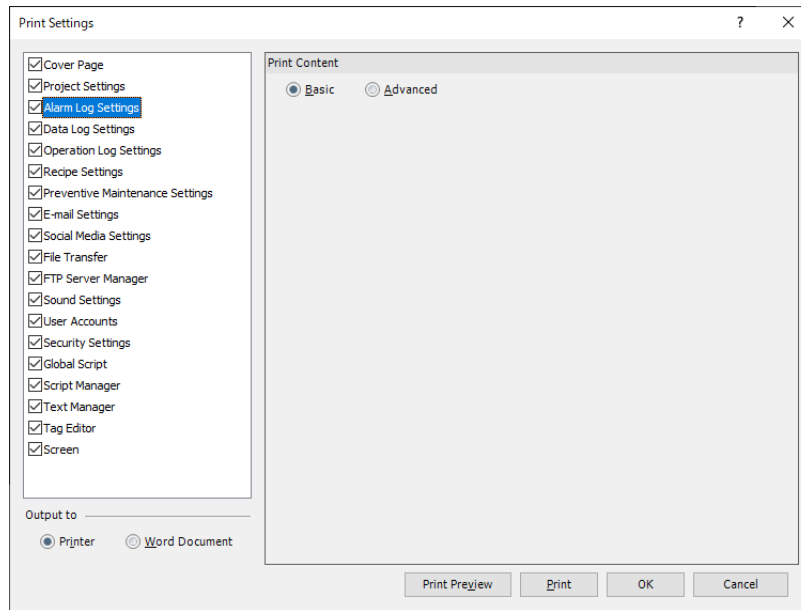 Print Settings
?
Cover Page
Project Settings
Alarm Log Settings
Data Log Settings
Operation Log Settings
Recipe Settings
Preventive Maintenance Settings
E-mail Settings
Social Media Settings
File Transfer
FTP Server Manager
Sound Settings
User Accounts
Security Settings
Global Script
Script Manager
Text Manager
Tag Editor
Screen
Output to
Printer Word Document
Print Content
Basic Advanced
Print Preview Print OK Cancel